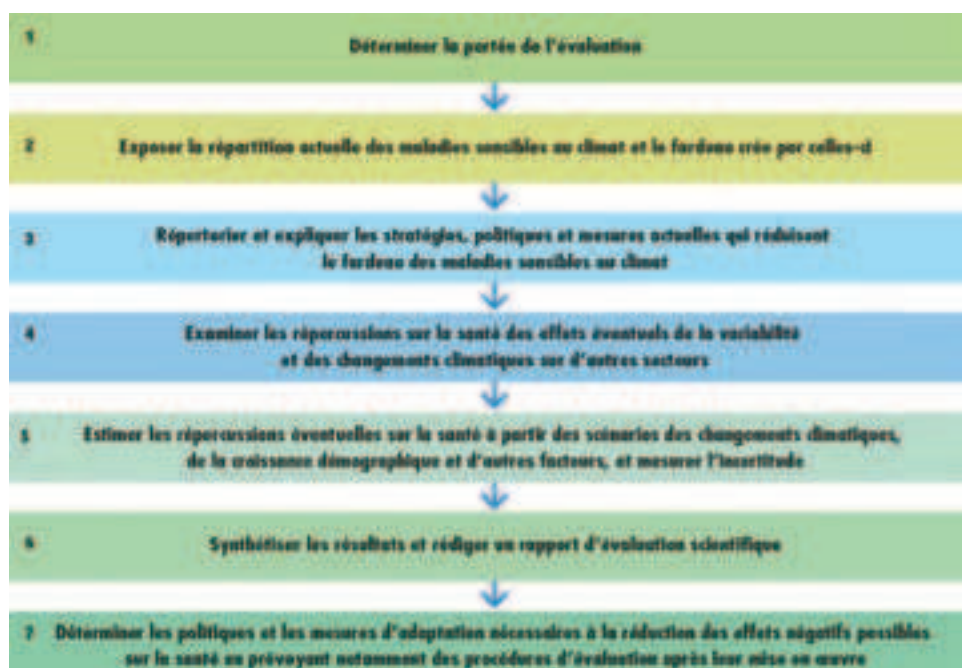 1
Déterminer la portée de l'évaluation
2
Exposer la répartition actuelle des maladies sensibles au climat et le fardeau crée par celles-ci
3
Répertorier et expliquer les stratégies, politiques et mesures actuelles qui réduisent
le fardeau des maladies sensibles au climat
4
Examiner les répercussions sur la santé des effets éventuels de la variabilité
et des changements climatiques sur d'autres secteurs
5
Estimer les répercussions éventuelles sur la santé à partir des scénarios des changements climatiques,
de la croissance démographique et d'autres facteurs, et mesurer l'incertitude
6
Synthétiser les résultats et rédiger un rapport d'évaluation scientifique
7
Déterminer les politiques et les mesures d'adaptation nécessaires à la réduction des effets négatifs possibles
sur la santé en prévoyant notamment des procédures d'évaluation après leur mise en œuvre